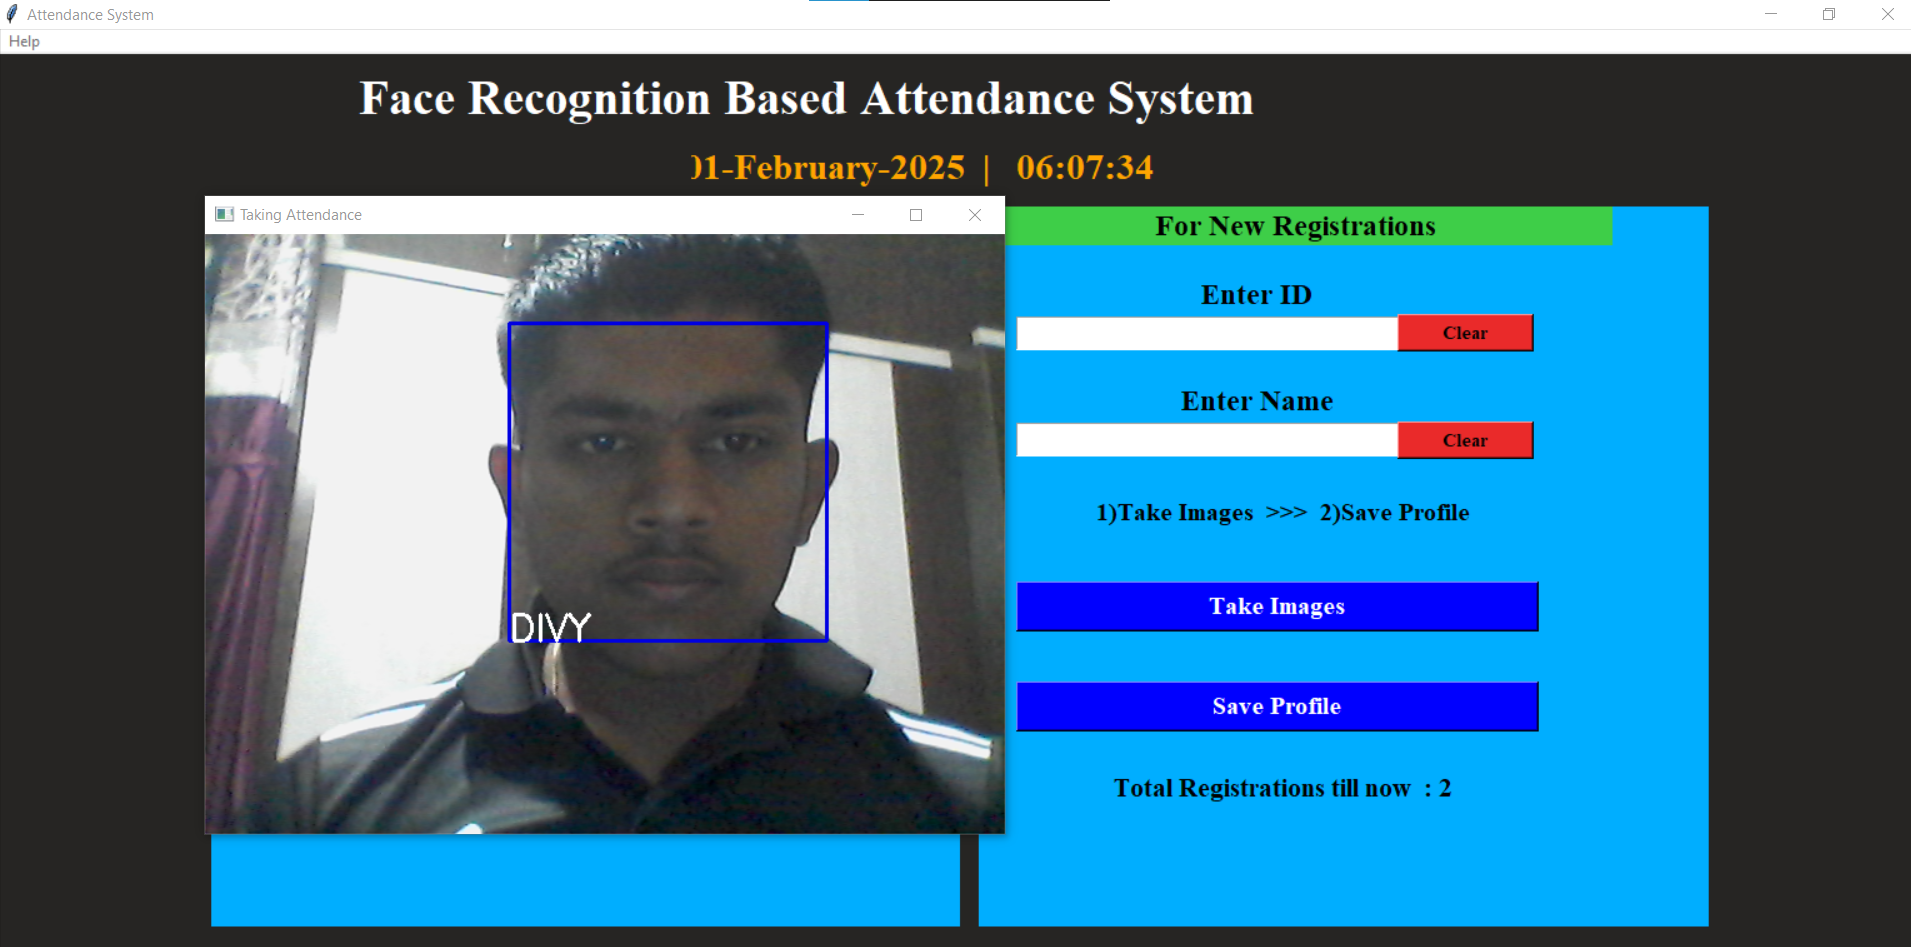 Attendance System
Help
Face Recognition Based Attendance System
01-February-2025 | 06:07:34
Taking Attendance
DIVY
For New Registrations
Enter ID
Clear
Enter Name
Clear
1)Take Images >>> 2)Save Profile
Take Images
Save Profile
Total Registrations till now : 2